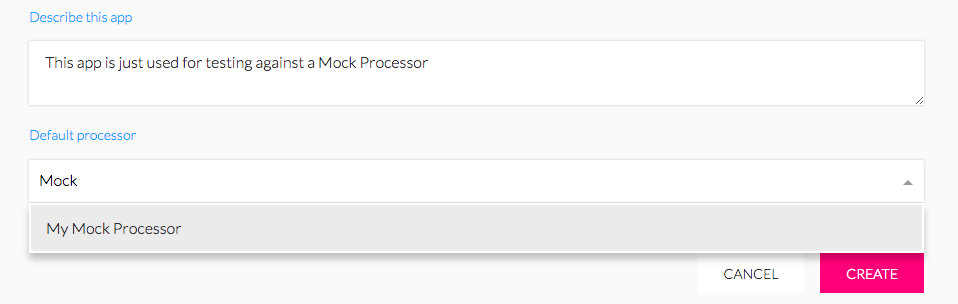 Describe this app
This app is just used for testing against a Mock Processor
Default processor
Mock
My Mock Processor
CANCEL
CREATE